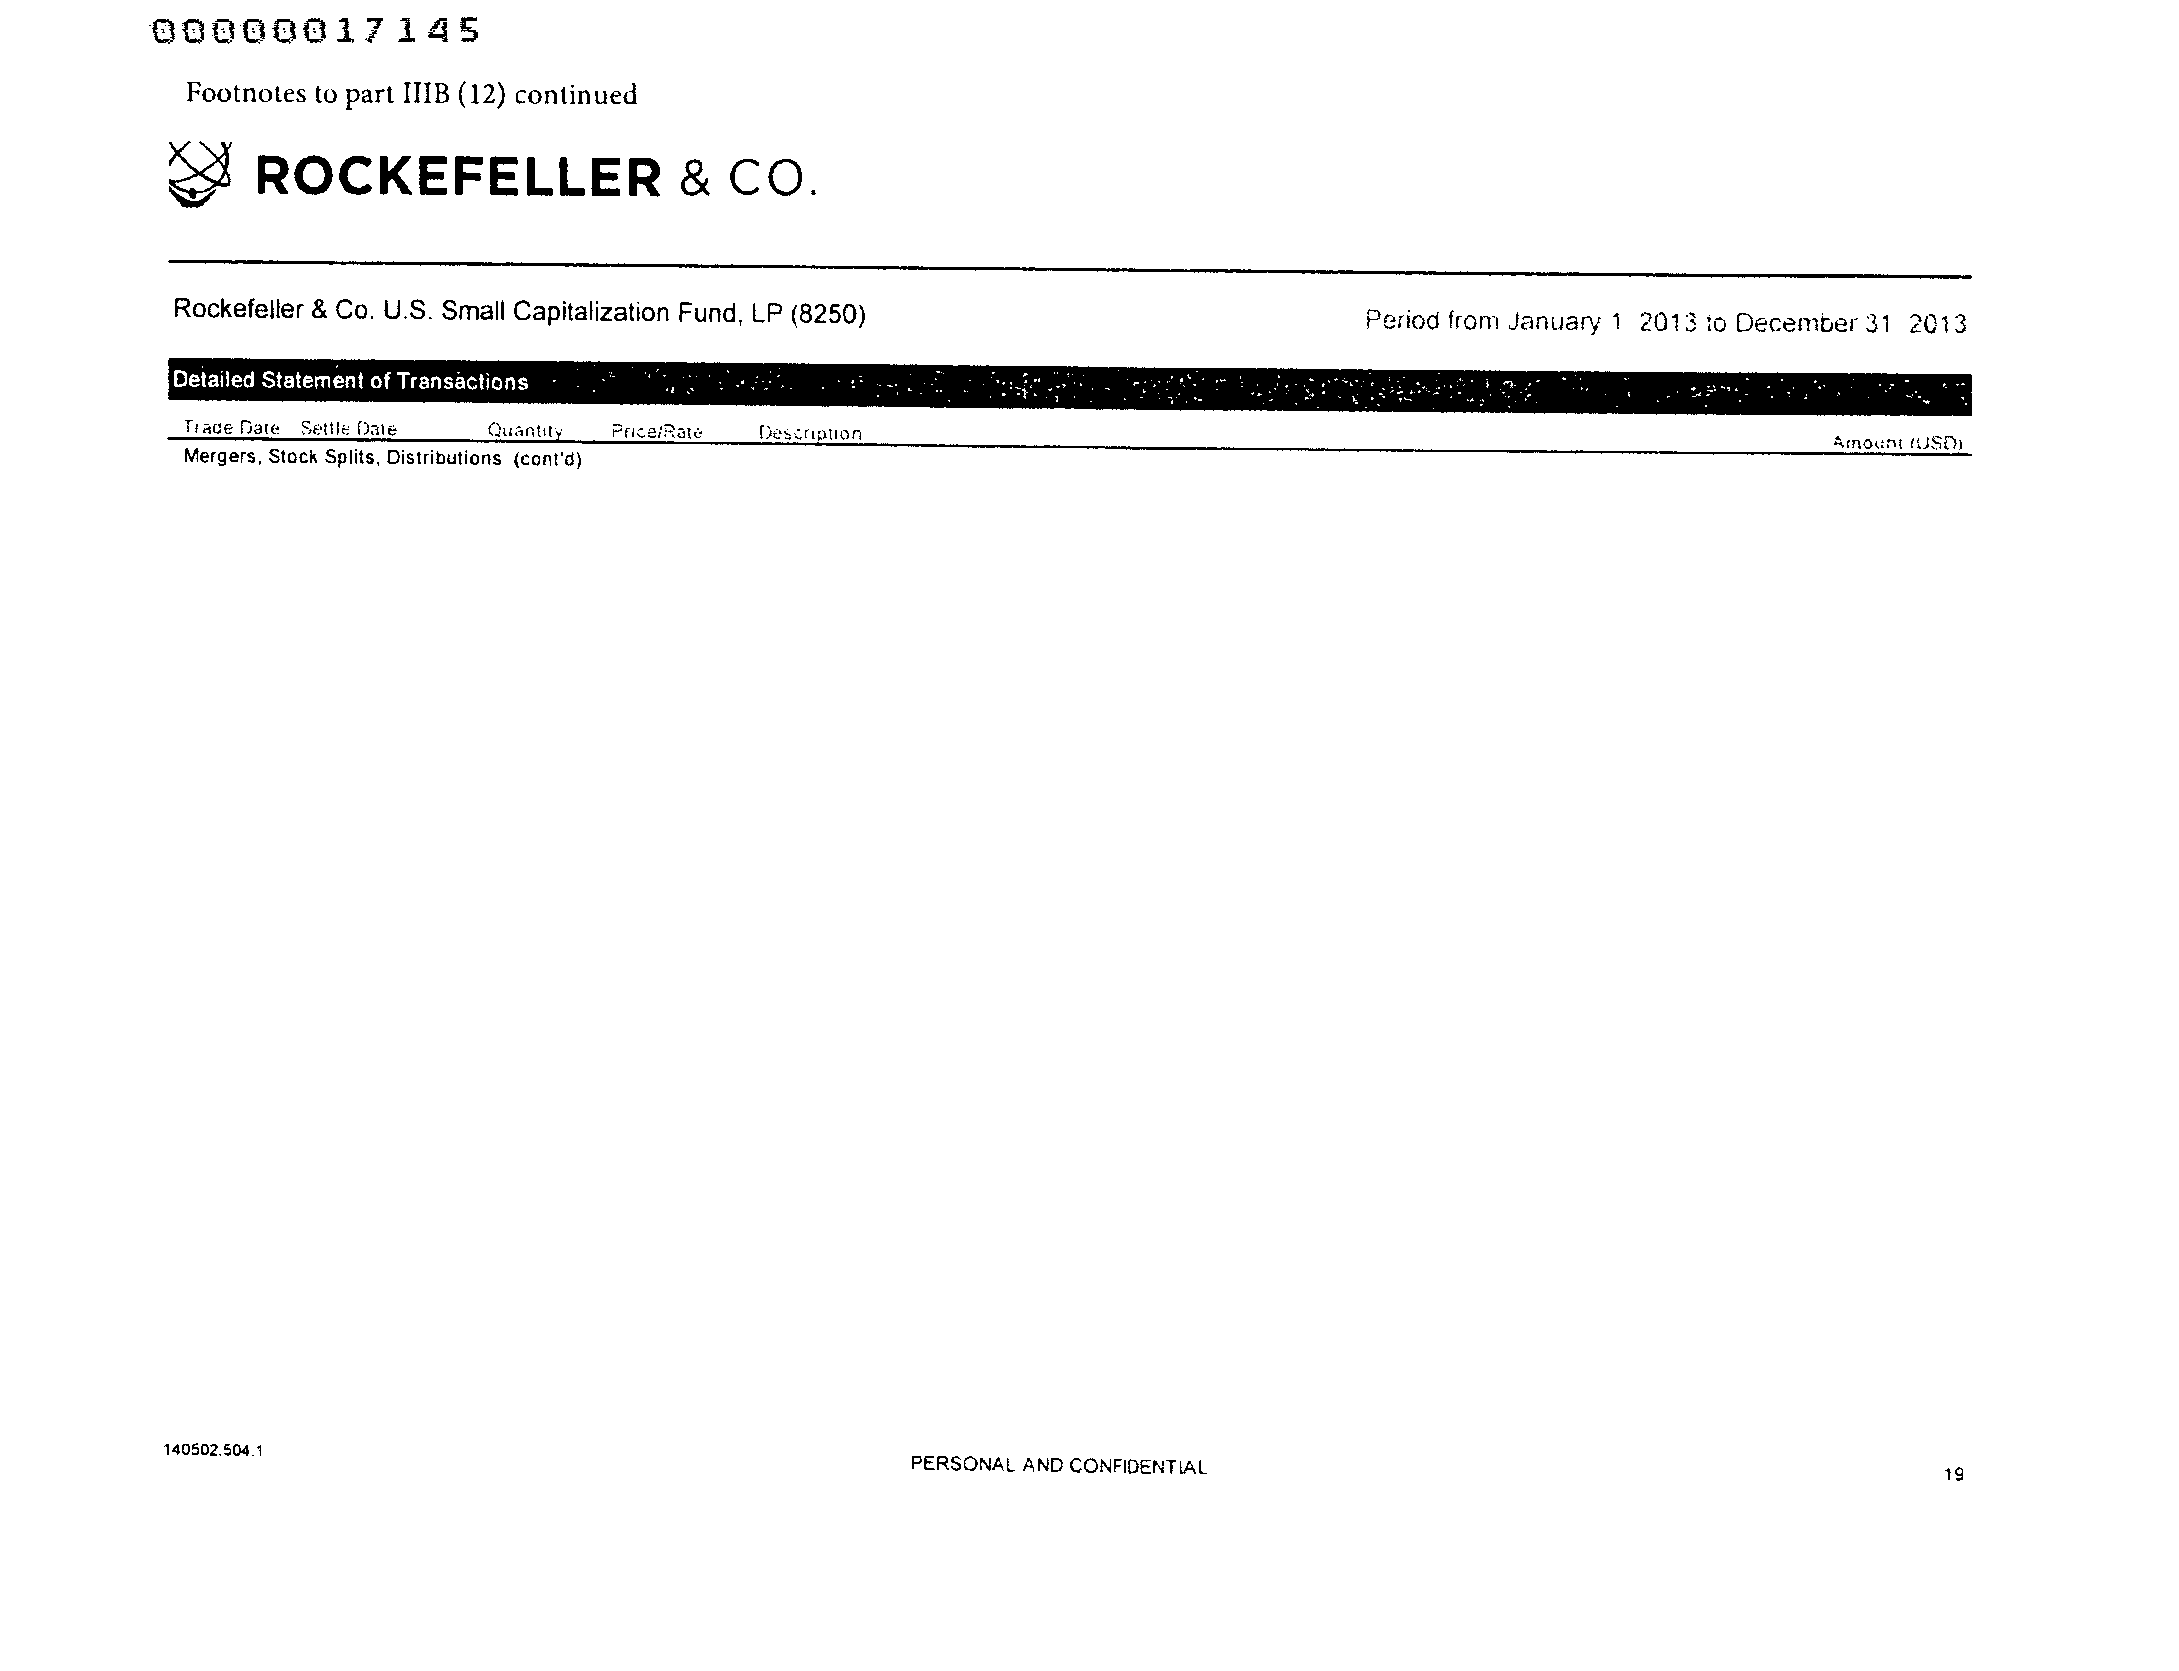 00000017145
Footnotes to part IIIB (12) continued
ROCKEFELLER & CO.
Rockefeller & Co. U.S. Small Capitalization Fund, LP (8250)
Period from January 1 2013 to December 31 2013
Detailed Statement of Transactions
Trade Date Settle Date Quantity Price/Rate Description Amount (USD)
Mergers, Stock Splits, Distributions (cont'd)
140502.504.1
PERSONAL AND CONFIDENTIAL
19